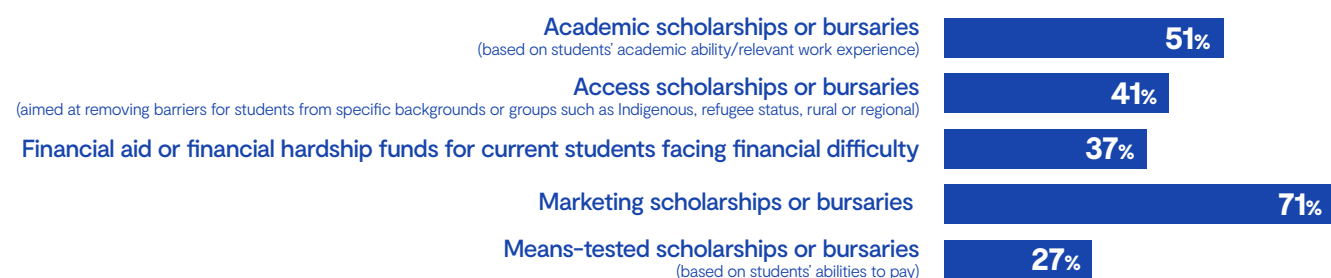 Academic scholarships or bursaries
51%
(based on students' academic ability/relevant work experience)
Access scholarships or bursaries
41%
(aimed at removing barriers for students from specific backgrounds or groups such as Indigenous, refugee status, rural or regional)
Financial aid or financial hardship funds for current students facing financial difficulty
37%
Marketing scholarships or bursaries
71%
Means-tested scholarships or bursaries
27%
(based on students' abilities to pay)